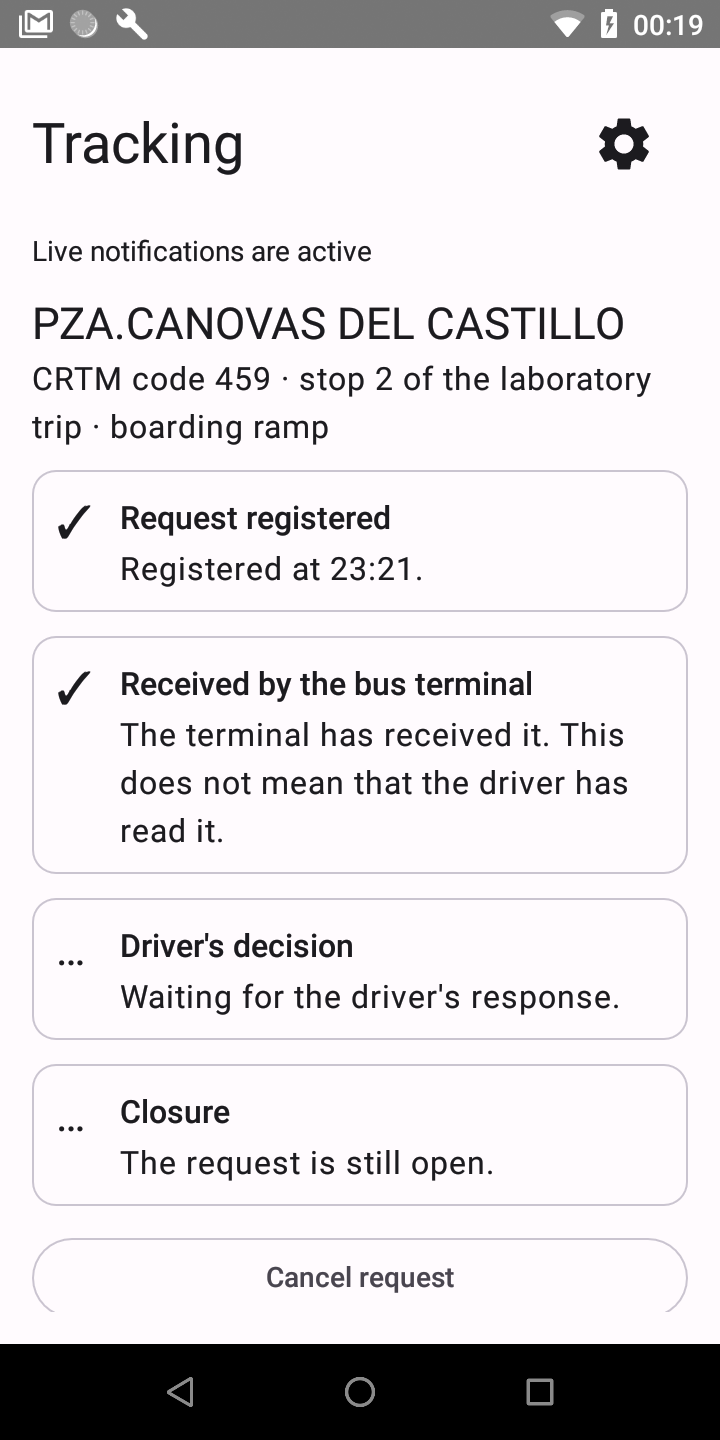 00:19
Tracking
Live notifications are active
PZA.CANOVAS DEL CASTILLO
CRTM code 459 · stop 2 of the laboratory
trip · boarding ramp
✓ Request registered
Registered at 23:21.
✓ Received by the bus terminal
The terminal has received it. This
does not mean that the driver has
read it.
... Driver's decision
Waiting for the driver's response.
... Closure
The request is still open.
Cancel request